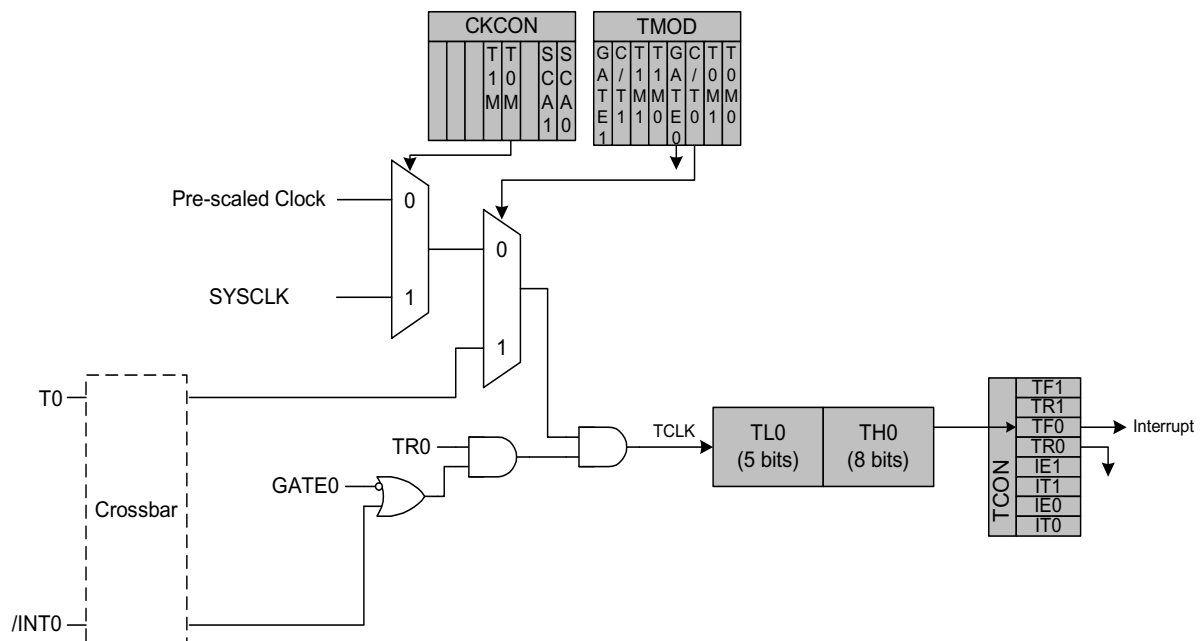 CKCON
TMOD
T1M
T0M
SCA1
SCA0
GATE1
C/T1
T1M1
T1M0
GATE0
C/T0
T0M1
T0M0
Pre-scaled Clock
0
SYSCLK
1
0
1
T0
Crossbar
/INT0
TR0
GATE0
TCLK
TL0
(5 bits)
TH0
(8 bits)
TCON
TF1
TR1
TF0
TR0
IE1
IT1
IE0
IT0
Interrupt